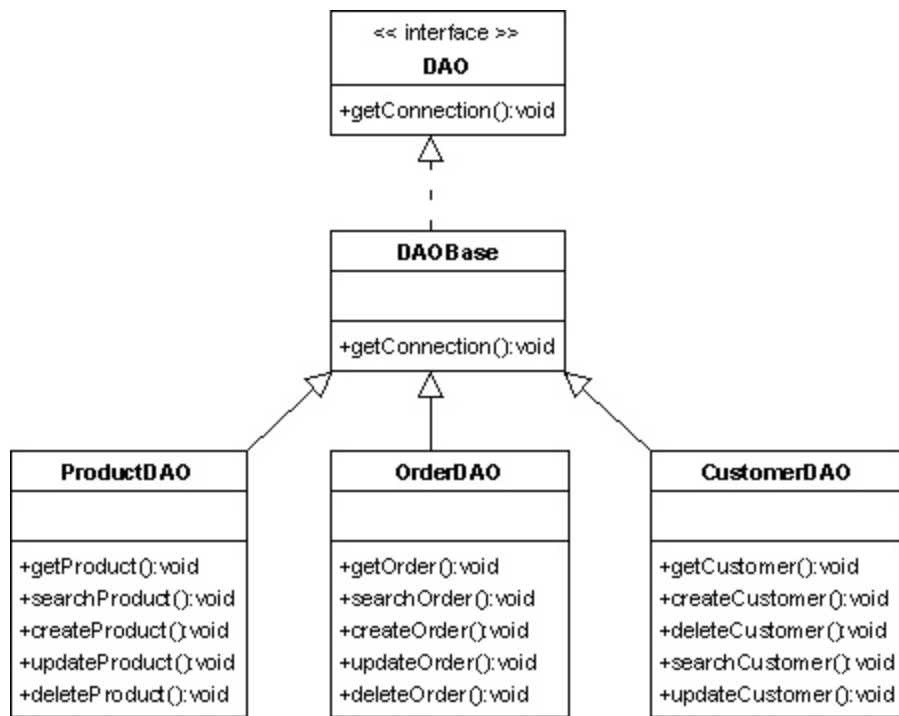 << interface >>
DAO
+getConnection():void
DAOBase
+getConnection():void
ProductDAO
+getProduct():void
+searchProduct():void
+createProduct():void
+updateProduct():void
+deleteProduct():void
OrderDAO
+getOrder():void
+searchOrder():void
+createOrder():void
+updateOrder():void
+deleteOrder():void
CustomerDAO
+getCustomer():void
+createCustomer():void
+deleteCustomer():void
+searchCustomer():void
+updateCustomer():void